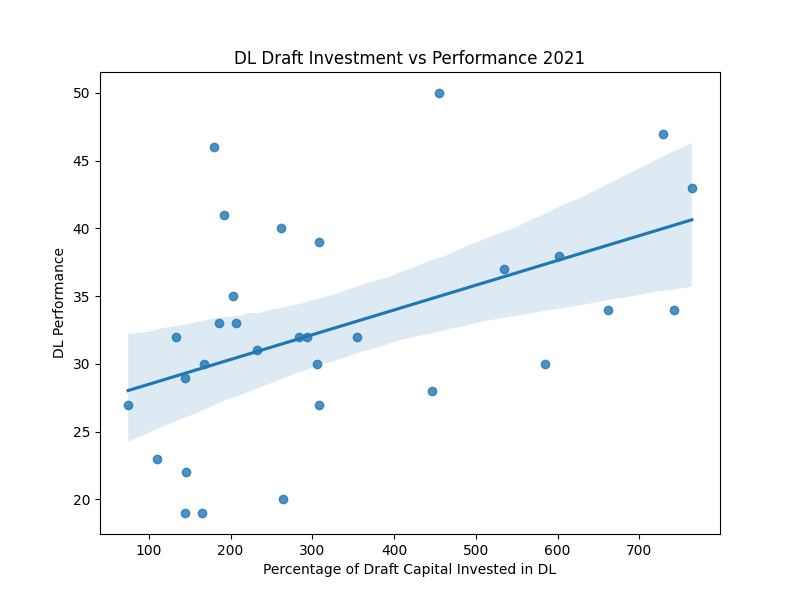 DL Draft Investment vs Performance 2021
50
45
40
35
30
25
20
DL Performance
100 200 300 400 500 600 700
Percentage of Draft Capital Invested in DL